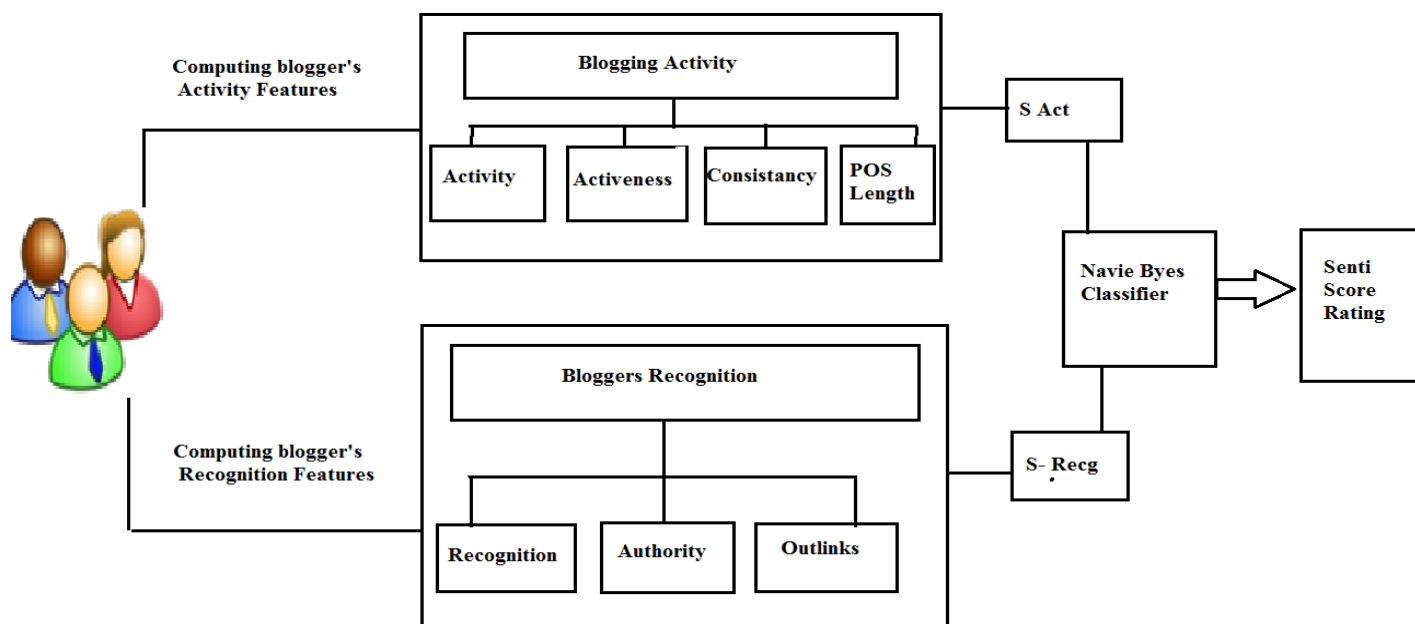 Computing blogger's
Activity Features
Blogging Activity
Activity
Activeness
Consistancy
POS
Length
S Act
Navie Byes
Classifier
Senti
Score
Rating
Computing blogger's
Recognition Features
Bloggers Recognition
Recognition
Authority
Outlinks
S- Recg